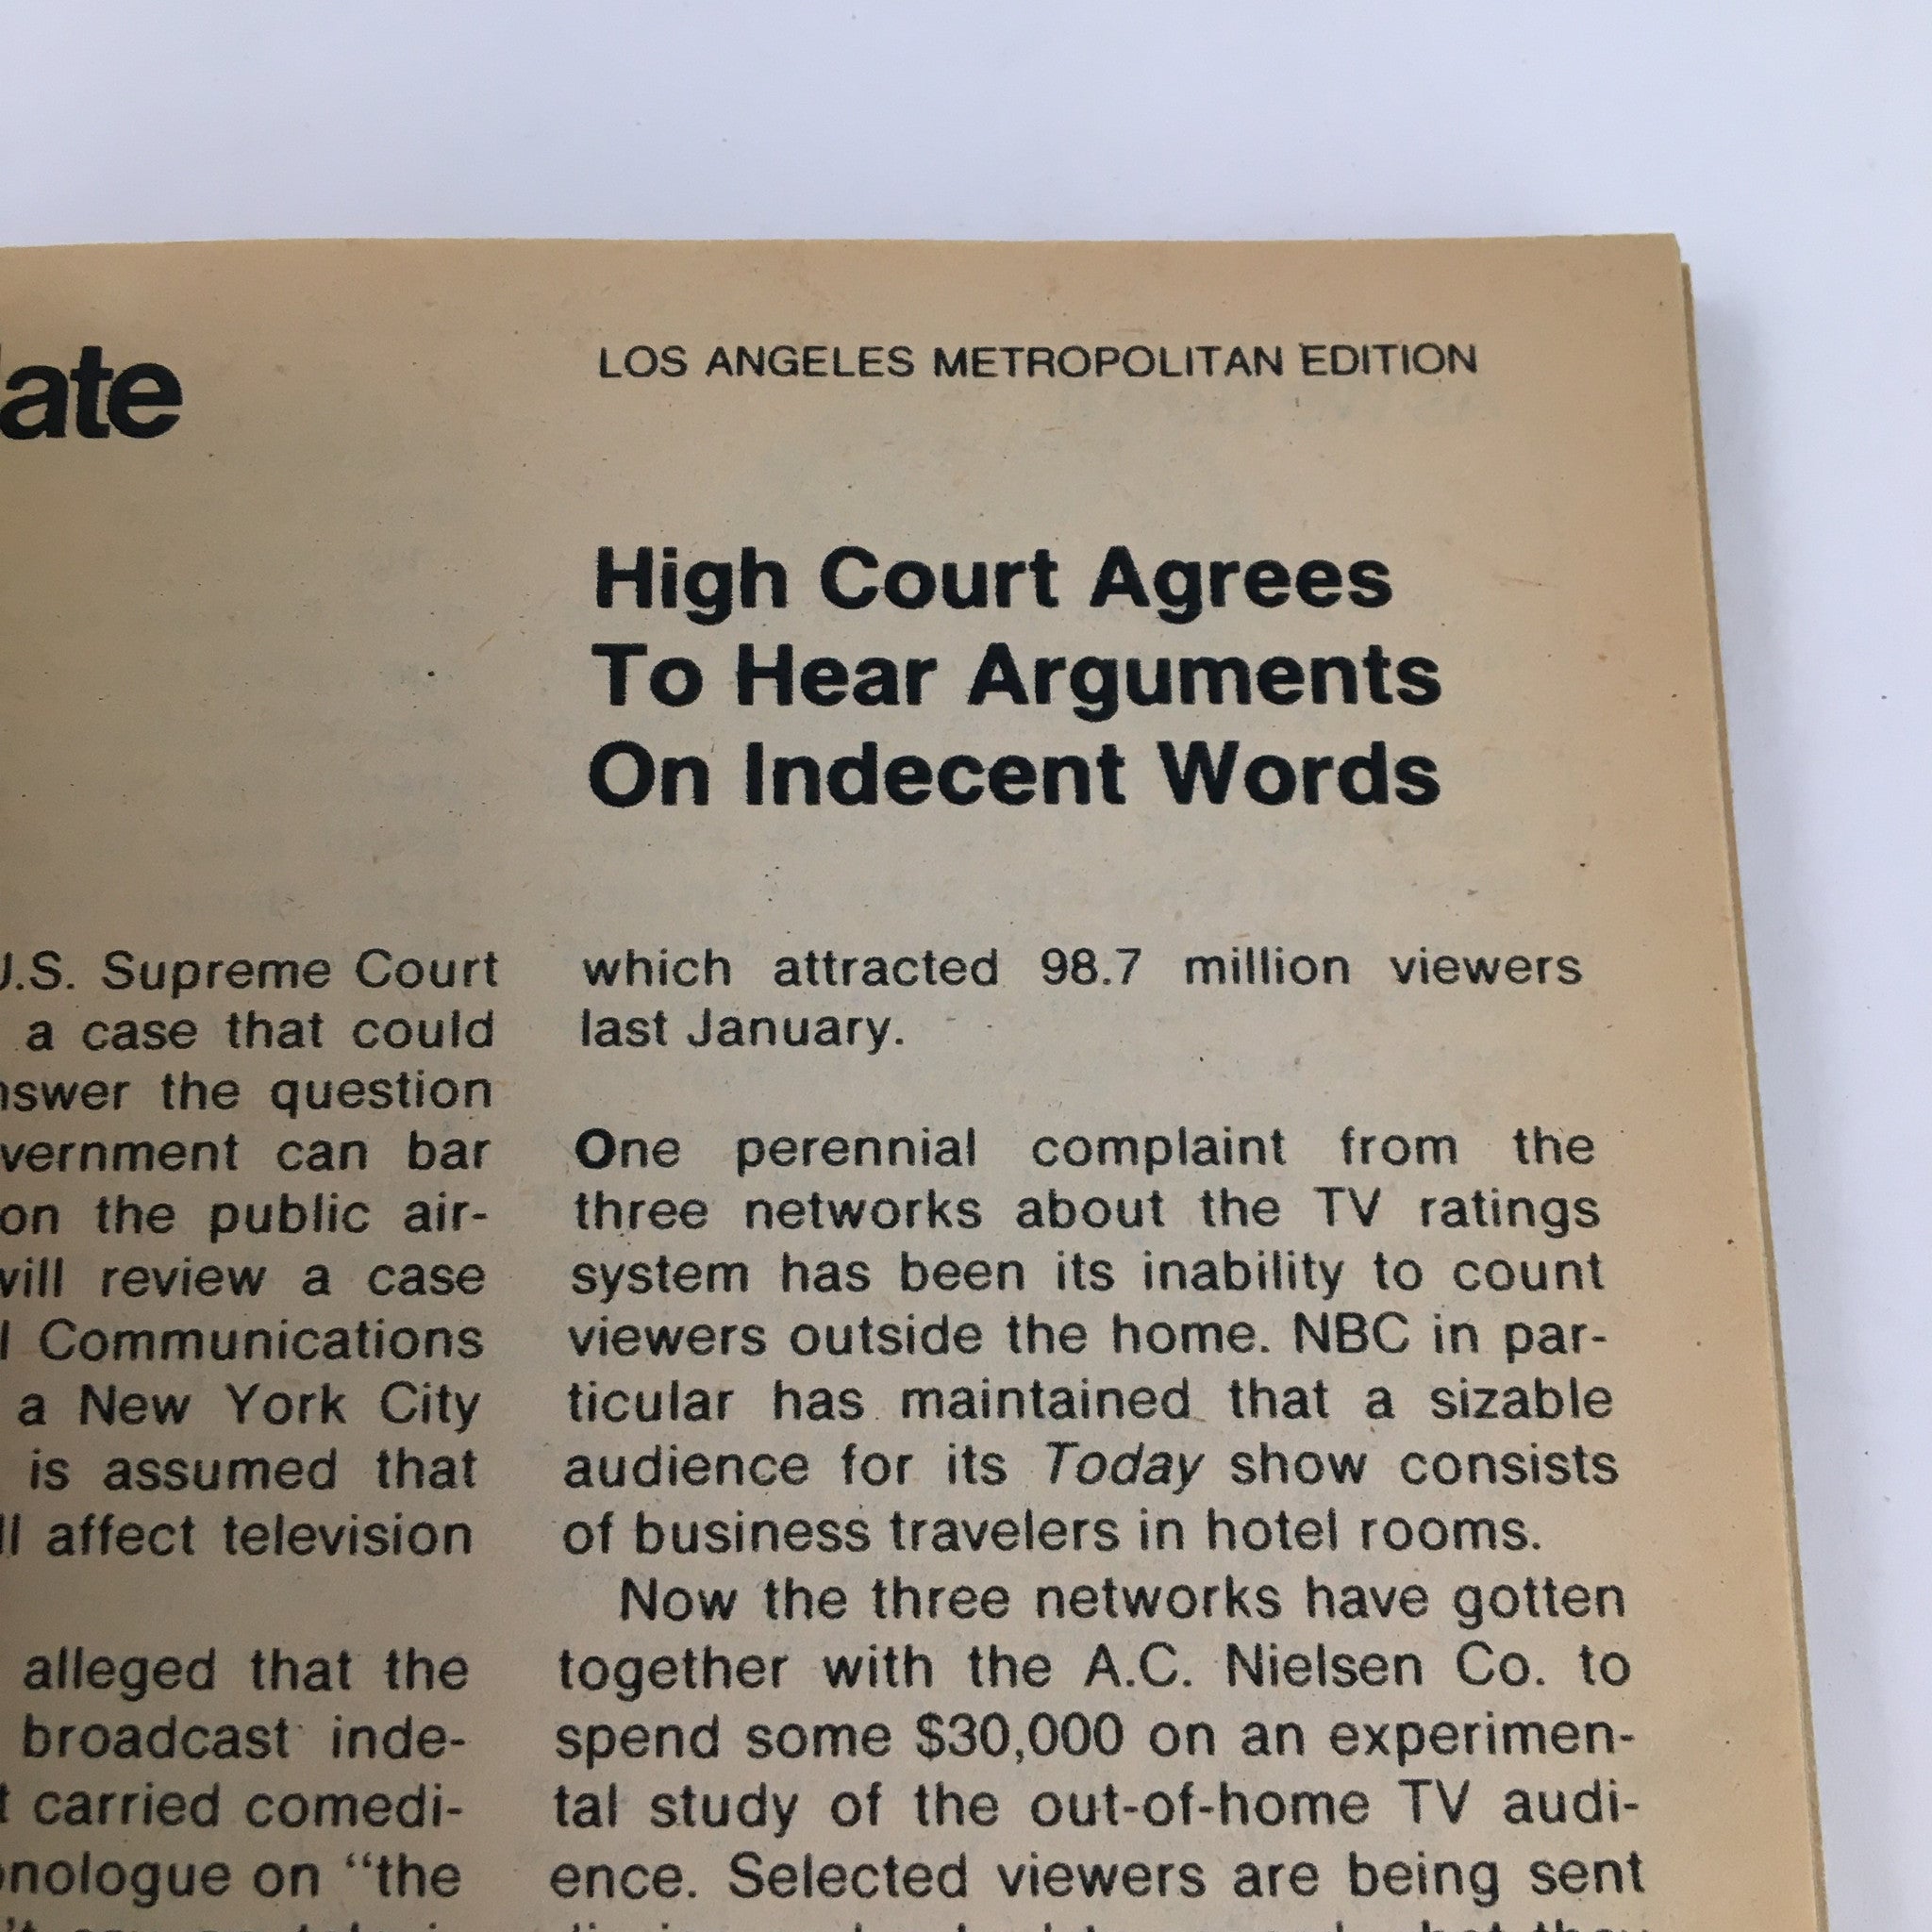 LOS ANGELES METROPOLITAN EDITION
High Court Agrees
To Hear Arguments
On Indecent Words
Supreme Court
a case that could
the question
can bar
on the public air-
review a case
Communications
a New York City
is assumed that
affect television
alleged that the
broadcast inde-
carried comedi-
on “the
which attracted 98.7 million viewers
last January.
One perennial complaint from the
three networks about the TV ratings
system has been its inability to count
viewers outside the home. NBC in par-
ticular has maintained that a sizable
audience for its Today show consists
of business travelers in hotel rooms.
Now the three networks have gotten
together with the A.C. Nielsen Co. to
spend some $30,000 on an experimen-
tal study of the out-of-home TV audi-
ence. Selected viewers are being sent